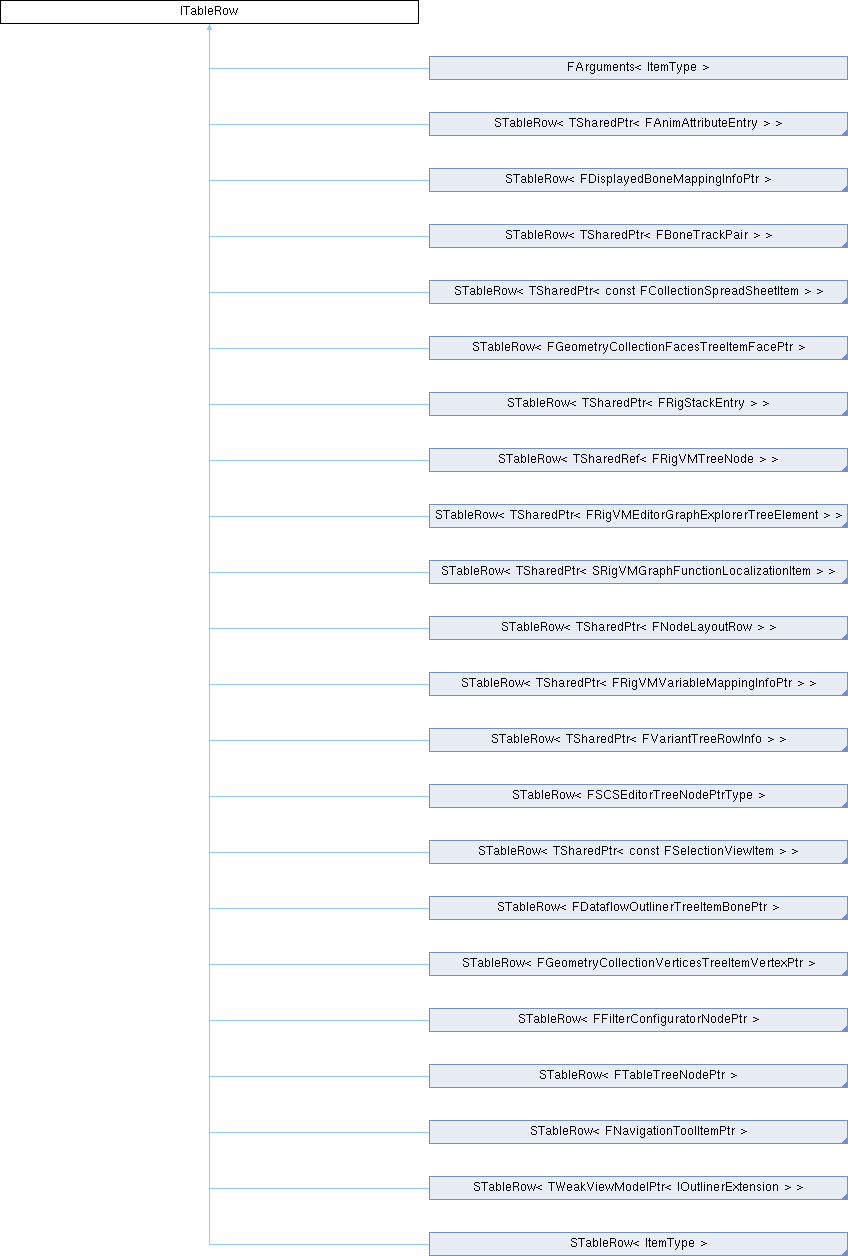 ITableRow
FArguments< ItemType >
STableRow< TSharedPtr< FAnimAttributeEntry > >
STableRow< FDisplayedBoneMappingInfoPtr >
STableRow< TSharedPtr< FBoneTrackPair > >
STableRow< TSharedPtr< const FCollectionSpreadSheetItem > >
STableRow< FGeometryCollectionFacesTreeItemFacePtr >
STableRow< TSharedPtr< FRigStackEntry > >
STableRow< TSharedRef< FRigVMTreeNode > >
STableRow< TSharedPtr< FRigVMEditorGraphExplorerTreeElement > >
STableRow< TSharedPtr< SRigVMGraphFunctionLocalizationItem > >
STableRow< TSharedPtr< FNodeLayoutRow > >
STableRow< TSharedPtr< FRigVMVariableMappingInfoPtr > >
STableRow< TSharedPtr< FVariantTreeRowInfo > >
STableRow< FSCSEditorTreeNodePtrType >
STableRow< TSharedPtr< const FSelectionViewItem > >
STableRow< FDataflowOutlinerTreeItemBonePtr >
STableRow< FGeometryCollectionVerticesTreeItemVertexPtr >
STableRow< FFilterConfiguratorNodePtr >
STableRow< FTableTreeNodePtr >
STableRow< FNavigationToolItemPtr >
STableRow< TWeakViewModelPtr< IOutlinerExtension > >
STableRow< ItemType >